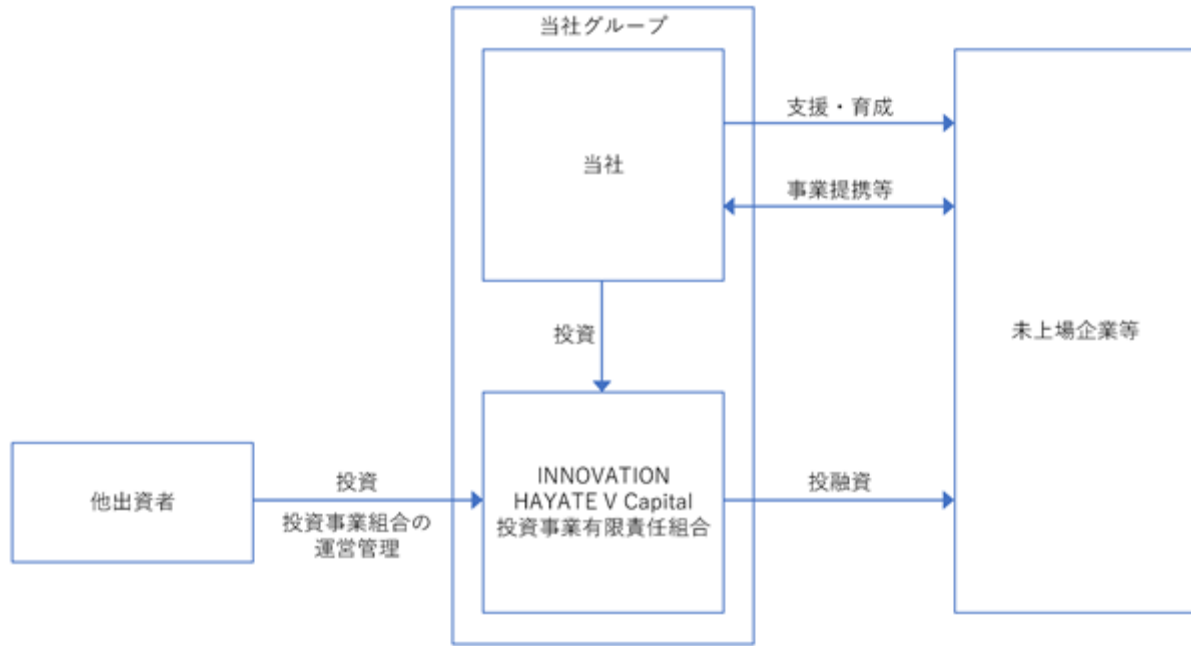 当社グループ
当社
支援・育成
事業提携等
投資
未上場企業等
他出資者
投資
投資事業組合の
運営管理
INNOVATION
HAYATE V Capital
投資事業有限責任組合
投融資